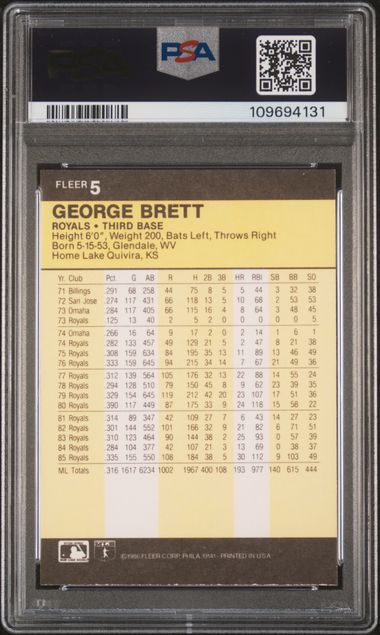 PSA
109694131
FLEER 5
GEORGE BRETT
ROYALS • THIRD BASE
Height 6'0", Weight 200, Bats Left, Throws Right
Born 5-15-53, Glendale, WV
Home Lake Quivira, KS
Yr. Club Pct. G AB R H 2B 3B HR RBI SB BB SO
71 Billings .291 68 258 44 75 8 5 5 44 3 32 38
72 San Jose .274 117 431 66 118 13 5 10 68 2 53 53
73 Omaha .284 117 405 66 115 16 4 8 64 3 48 45
73 Royals .125 13 40 2 5 2 0 0 0 0 0 5
74 Omaha .266 16 64 9 17 2 0 2 14 1 6 1
74 Royals .282 133 457 49 129 21 5 2 47 8 21 38
75 Royals .308 159 634 84 195 35 13 11 89 13 46 49
76 Royals .333 159 645 94 215 34 14 7 67 21 49 36
77 Royals .312 139 564 105 176 32 13 22 88 14 55 24
78 Royals .294 128 510 79 150 45 8 9 62 23 39 35
79 Royals .329 154 645 119 212 42 20 23 107 17 51 36
80 Royals .390 117 449 87 175 33 9 24 118 15 58 22
81 Royals .314 89 347 42 109 27 7 6 43 14 27 23
82 Royals .301 144 552 101 166 32 9 21 82 6 71 51
83 Royals .310 123 464 90 144 38 2 25 93 0 57 39
84 Royals .284 104 377 42 107 21 3 13 69 0 38 37
85 Royals .335 155 550 108 184 38 5 30 112 9 103 49
ML Totals .316 1617 6234 1002 1967 400 108 193 977 140 615 444
©1986 FLEER CORP., PHILA., PA 19141 - PRINTED IN U.S.A.